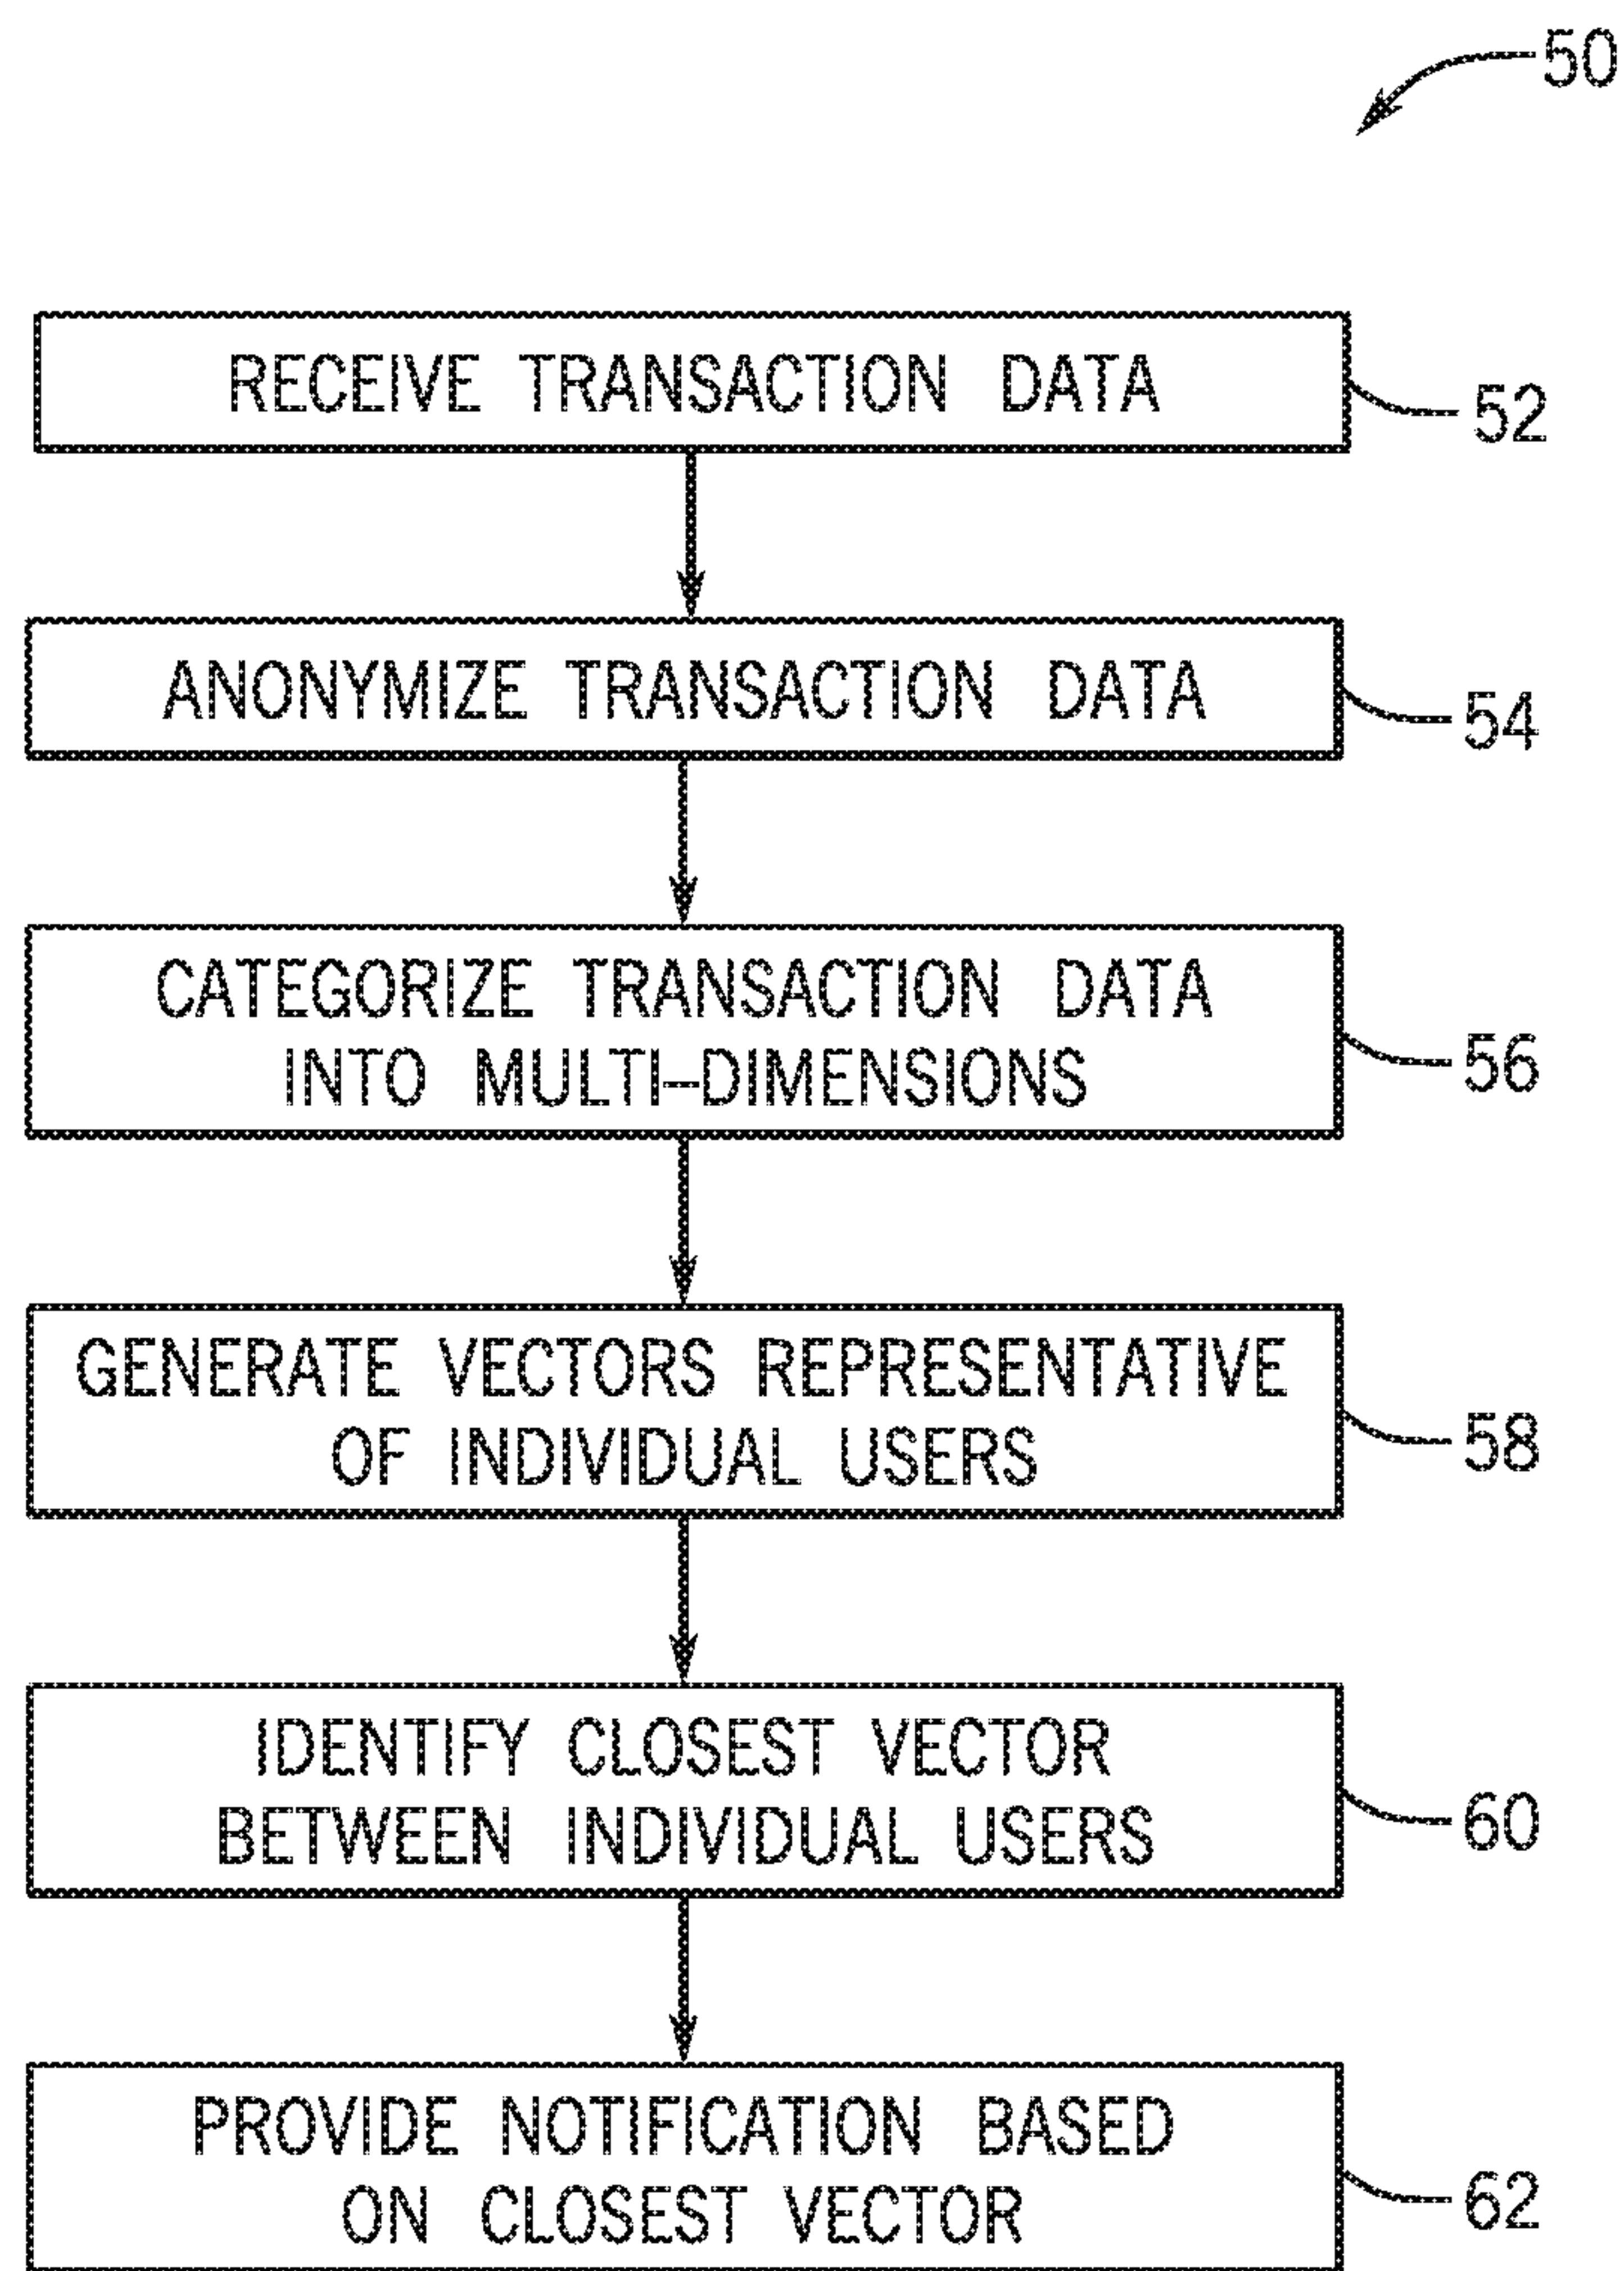 50
RECEIVE TRANSACTION DATA
52
ANONYMIZE TRANSACTION DATA
54
CATEGORIZE TRANSACTION DATA
INTO MULTI-DIMENSIONS
56
GENERATE VECTORS REPRESENTATIVE
OF INDIVIDUAL USERS
58
IDENTIFY CLOSEST VECTOR
BETWEEN INDIVIDUAL USERS
60
PROVIDE NOTIFICATION BASED
ON CLOSEST VECTOR
62